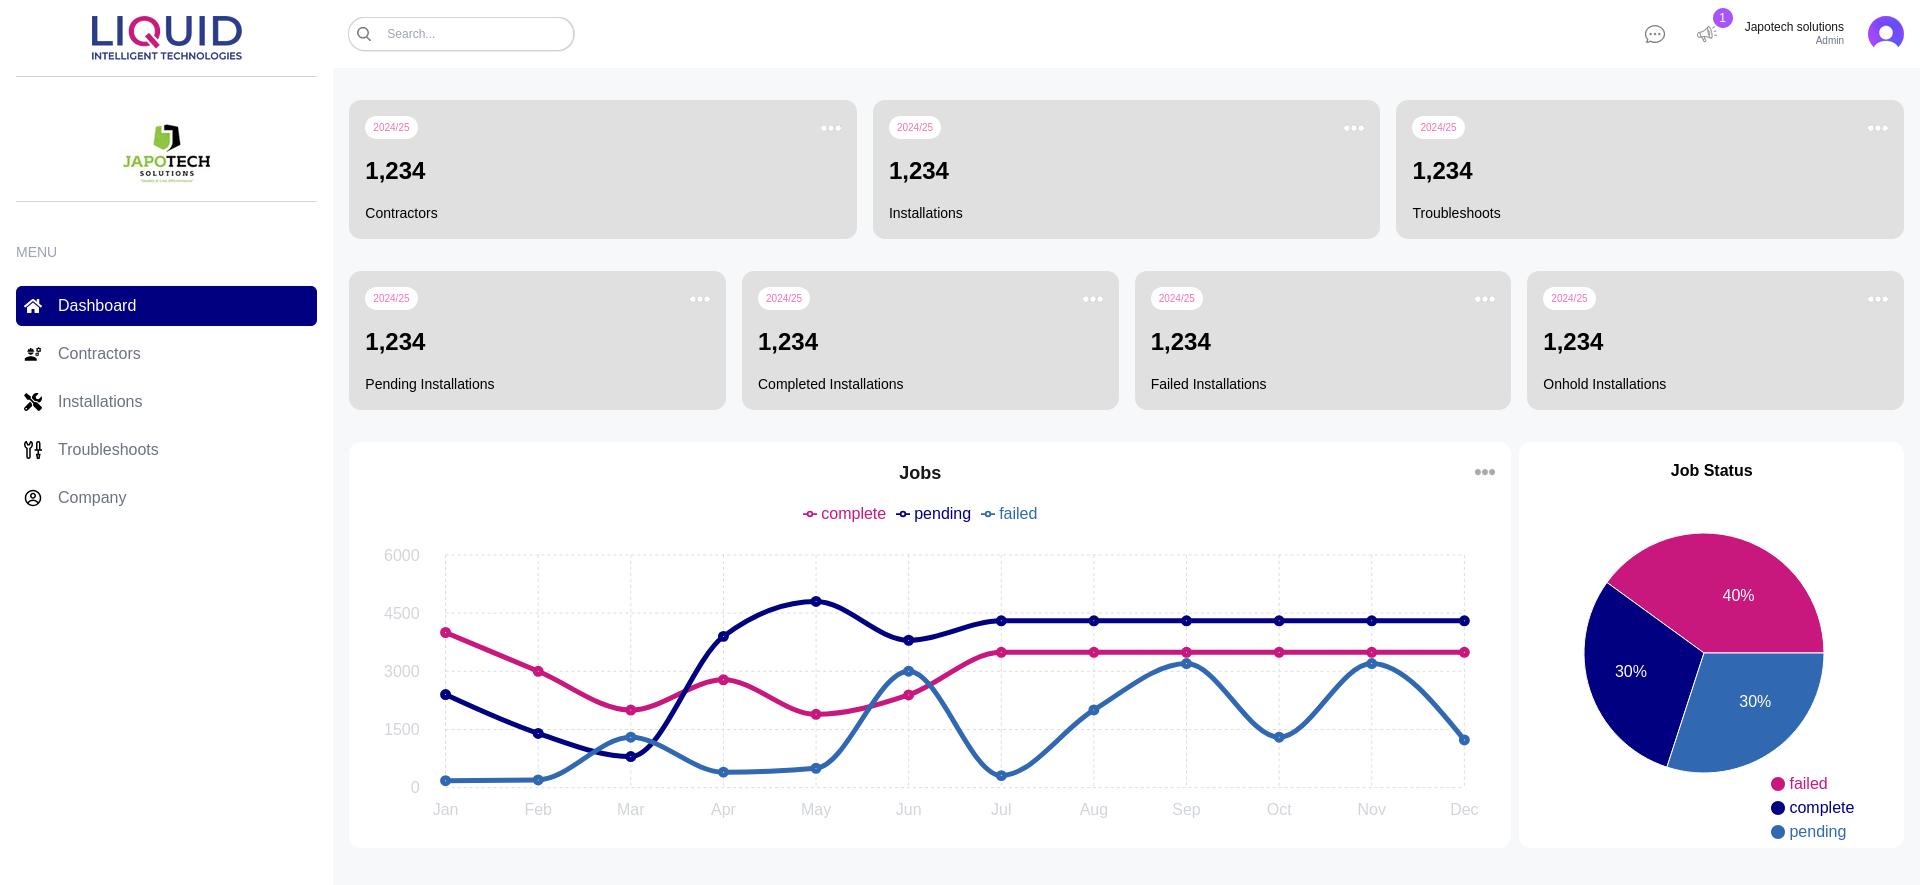 LIQUID
INTELLIGENT TECHNOLOGIES
Search...
1
Japotech solutions
Admin
JAPOTECH
SOLUTIONS
MENU
Dashboard
Contractors
Installations
Troubleshoots
Company
2024/25
1,234
Contractors
2024/25
1,234
Installations
2024/25
1,234
Troubleshoots
2024/25
1,234
Pending Installations
2024/25
1,234
Completed Installations
2024/25
1,234
Failed Installations
2024/25
1,234
Onhold Installations
Jobs
complete pending failed
6000
4500
3000
1500
0
Jan Feb Mar Apr May Jun Jul Aug Sep Oct Nov Dec
Job Status
40%
30%
30%
failed
complete
pending